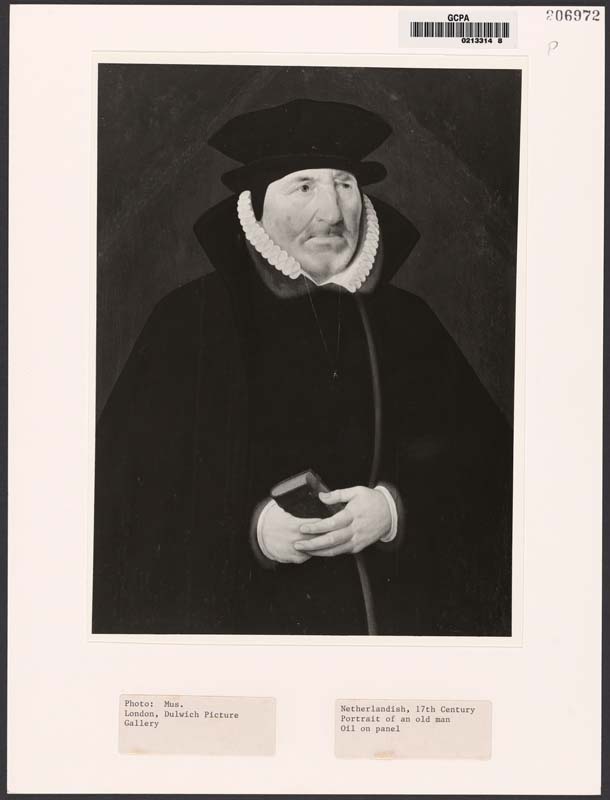 GCPA
0213314 8
206972
P
Photo: Mus.
London, Dulwich Picture
Gallery
Netherlandish, 17th Century
Portrait of an old man
Oil on panel